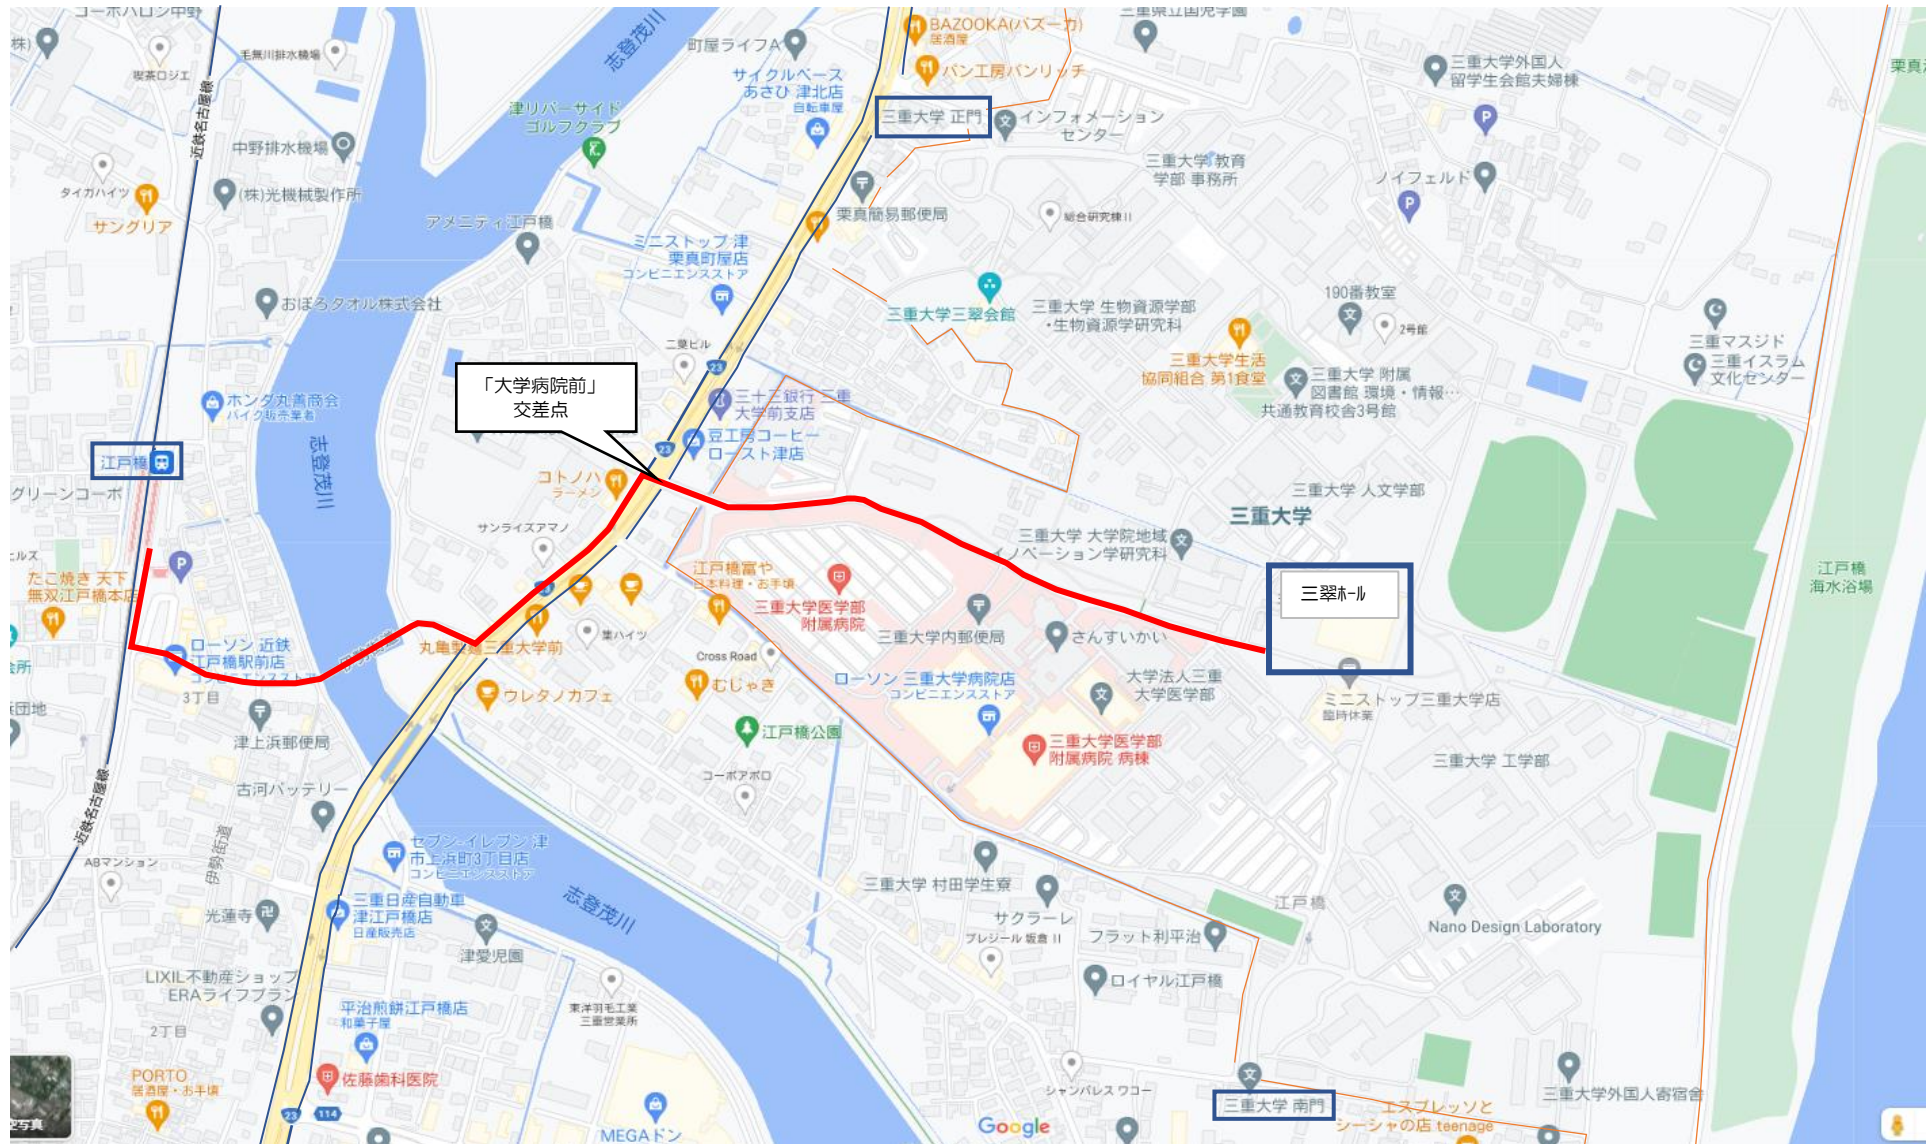 コーポハロン中野
株)
喫茶ロジエ
毛無川排水機場
志登茂川
町屋ライフA
BAZOOKA(バズーカ)
居酒屋
三重県立国児学園
パン工房パンリッチ
三重大学外国人
留学生会館夫婦棟
栗真
サイクルベース
あさひ 津北店
自転車屋
近鉄名古屋線
津リバーサイド
ゴルフクラブ
三重大学 正門
インフォメーション
センター
中野排水機場
三重大学 教育
学部 事務所
ノイフェルド
タイガハイツ
(株)光機械製作所
サングリア
アメニティ江戸橋
栗真簡易郵便局
総合研究棟II
ミニストップ 津
栗真町屋店
コンビニエンスストア
おぼろタオル株式会社
三重大学三翠会館
三重大学 生物資源学部
・生物資源学研究科
190番教室
2号館
三重マスジド
三重イスラム
文化センター
二葉ビル
23
三重大学生活
協同組合 第1食堂
三重大学 附属
図書館 環境・情報…
共通教育校舎3号館
「大学病院前」
交差点
ホンダ丸善商会
バイク販売業者
三十三銀行 三重
大学前支店
豆工房コーヒー
ロースト津店
23
志登茂川
江戸橋
グリーンコーポ
コトノハ
ラーメン
三重大学 人文学部
三重大学
サンライズアマノ
三重大学 大学院地域
イノベーション学研究科
ヒルズ
たこ焼き 天下
無双江戸橋本店
江戸橋富や
日本料理・お手頃
三重大学医学部
附属病院
三翠ホール
江戸橋
海水浴場
三重大学内郵便局
さんすいかい
葉ハイツ
丸亀製麺三重大学前
ローソン 近鉄
江戸橋駅前店
コンビニエンスストア
Cross Road
むじゃき
ローソン 三重大学病院店
コンビニエンスストア
大学法人三重
大学医学部
3丁目
ウレタノカフェ
ミニストップ三重大学店
臨時休業
津上浜郵便局
江戸橋公園
三重大学医学部
附属病院 病棟
三重大学 工学部
近鉄名古屋線
古河バッテリー
コーポアポロ
伊勢街道
ABマンション
セブン-イレブン 津
市上浜町3丁目店
コンビニエンスストア
三重大学 村田学生寮
サクラーレ
江戸橋
光蓮寺
三重日産自動車
津江戸橋店
日産販売店
志登茂川
津愛児園
プレジール 坂倉 II
フラット利平治
Nano Design Laboratory
LIXIL不動産ショップ
ERAライフプラン
ロイヤル江戸橋
平治煎餅江戸橋店
和菓子屋
東洋羽毛工業
三重営業所
2丁目
PORTO
居酒屋・お手頃
佐藤歯科医院
シャンパレス ワコー
三重大学 南門
三重大学外国人寄宿舎
空写真
23
114
MEGAドン
Google
エスプレッソと
シーシャの店 teenage